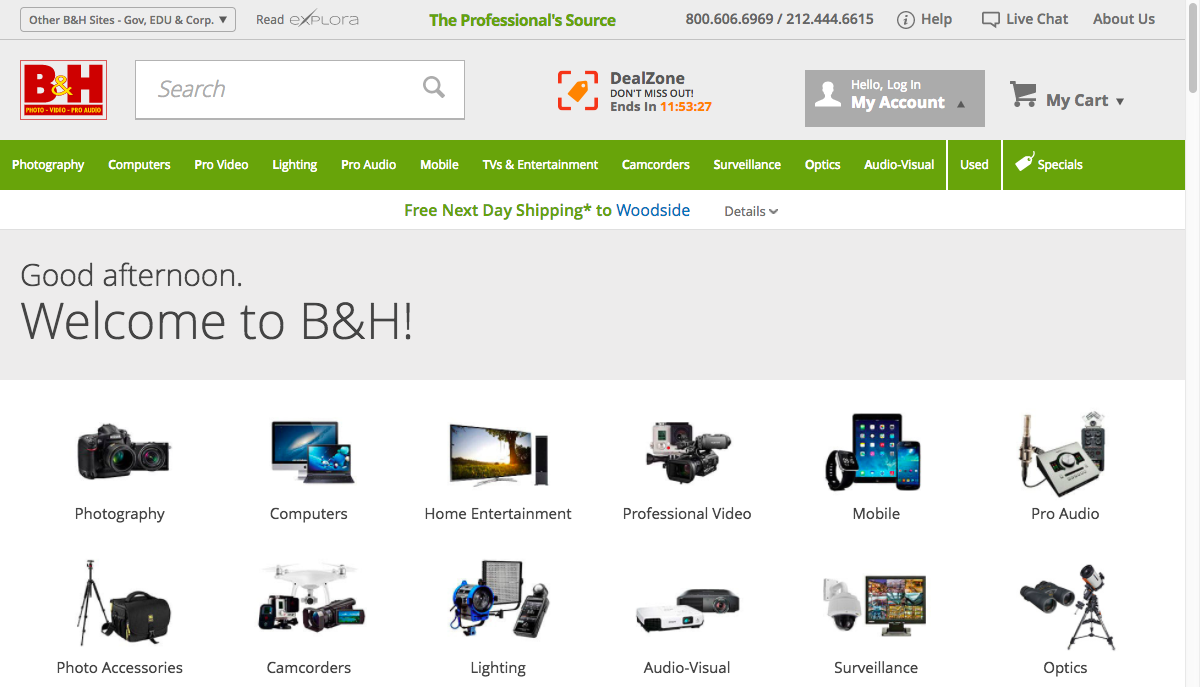 Other B&H Sites - Gov, EDU & Corp. ▼
Read eXPLORA
The Professional's Source
800.606.6969 / 212.444.6615
Help
Live Chat
About Us
B&H
PHOTO - VIDEO - PRO AUDIO
Search
DealZone
DON'T MISS OUT!
Ends In 11:53:27
Hello, Log In
My Account ▲
My Cart ▼
Photography Computers Pro Video Lighting Pro Audio Mobile TVs & Entertainment Camcorders Surveillance Optics Audio-Visual Used Specials
Free Next Day Shipping* to Woodside Details
Good afternoon.
Welcome to B&H!
Photography Computers Home Entertainment Professional Video Mobile Pro Audio
Photo Accessories Camcorders Lighting Audio-Visual Surveillance Optics